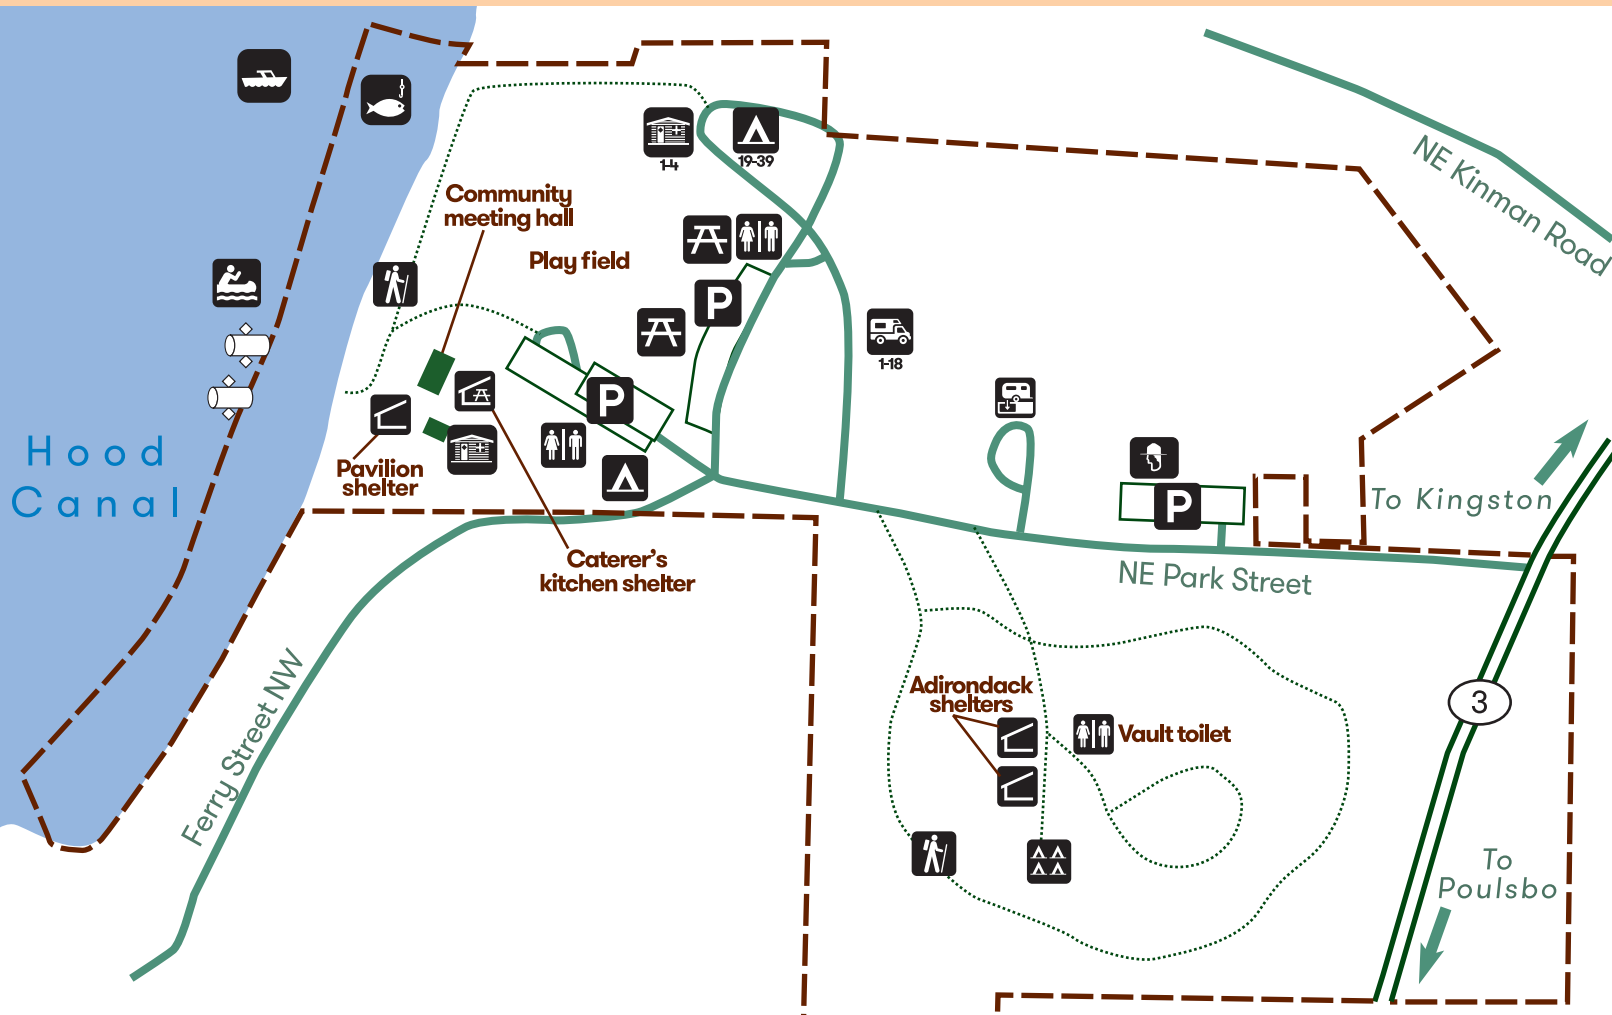 NE Kinman Road
1-4
19-39
Community
meeting hall
Play field
P
1-18
P
Hood
Canal
Pavilion
shelter
P
To Kingston
Caterer's
kitchen shelter
NE Park Street
Ferry Street NW
Adirondack
shelters
Vault toilet
3
To
Poulsbo